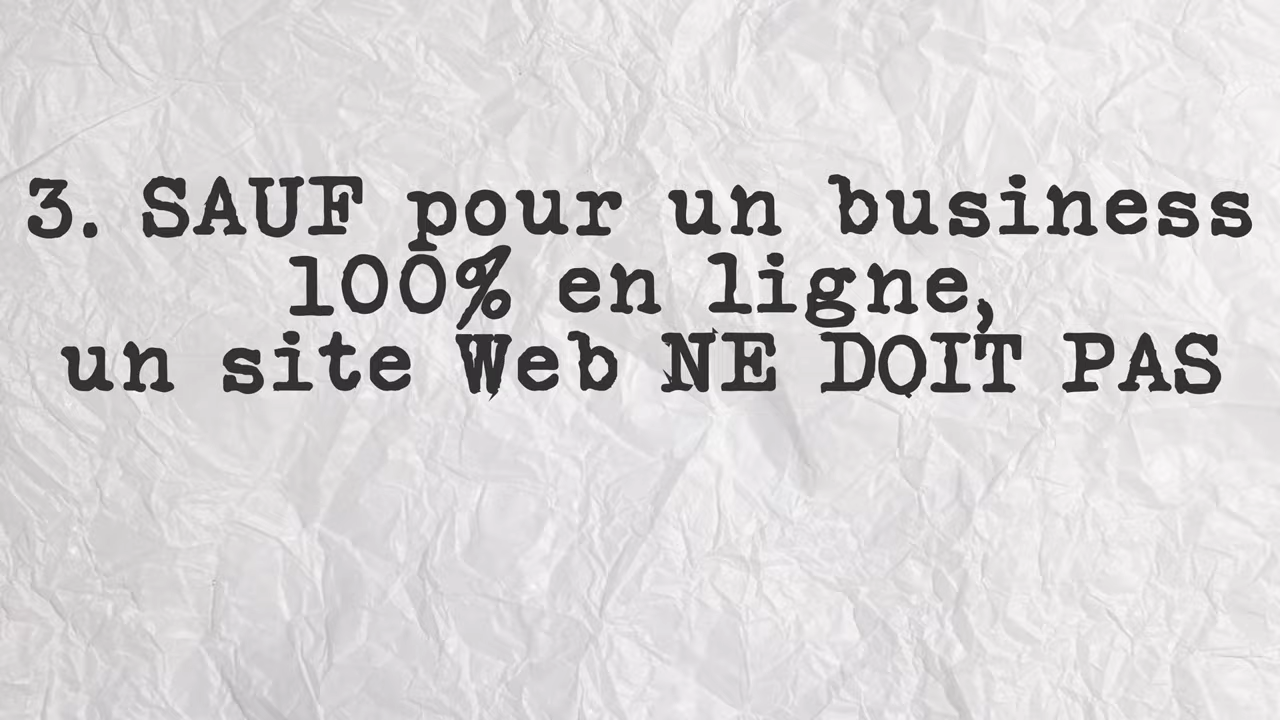 3. SAUF pour un business
100% en ligne,
un site Web NE DOIT PAS